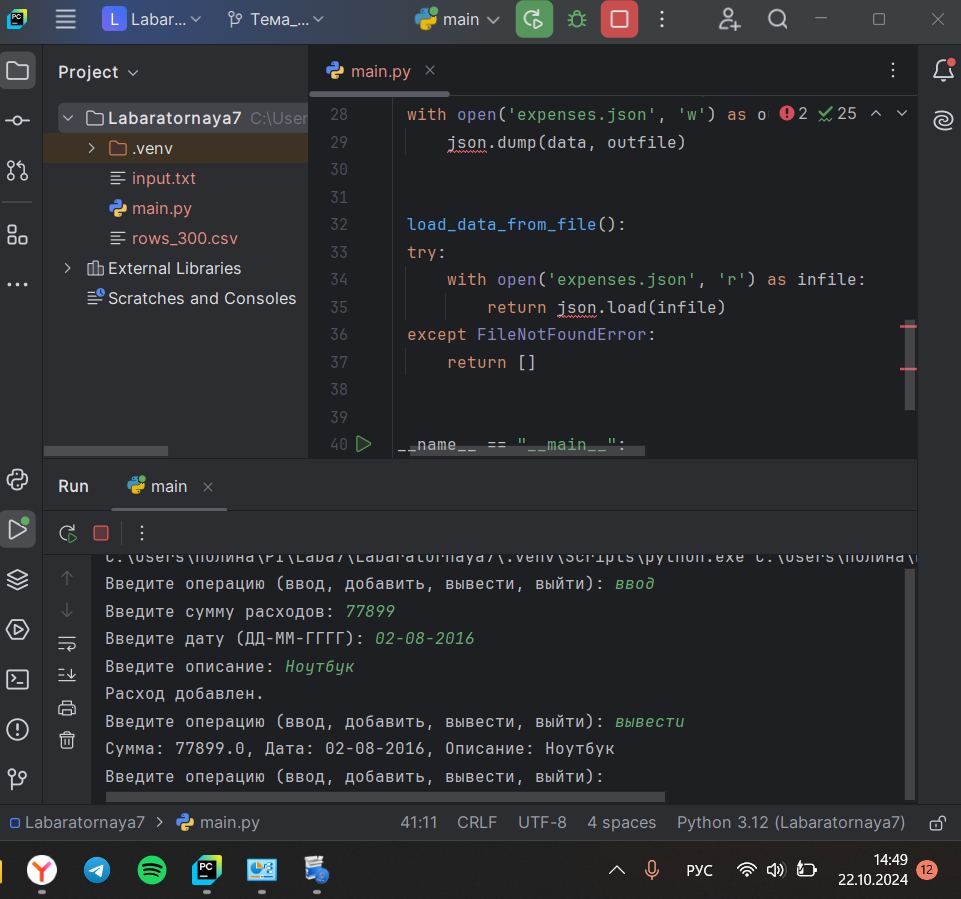 PC
L Labar...
Тема_...
main
Project
main.py
Labaratornaya7 C:\User
.venv
input.txt
main.py
rows_300.csv
External Libraries
Scratches and Consoles
2 25
28 with open('expenses.json', 'w') as o
29 json.dump(data, outfile)
30
31
32 load_data_from_file():
33 try:
34 with open('expenses.json', 'r') as infile:
35 return json.load(infile)
36 except FileNotFoundError:
37 return []
38
39
40 __name__ == "__main__":
Run main
C:\Users\полина\PI\Laba7\Labaratornaya7\.venv\Scripts\python.exe C:\Users\полина\
Введите операцию (ввод, добавить, вывести, выйти): ввод
Введите сумму расходов: 77899
Введите дату (ДД-ММ-ГГГГ): 02-08-2016
Введите описание: Ноутбук
Расход добавлен.
Введите операцию (ввод, добавить, вывести, выйти): вывести
Сумма: 77899.0, Дата: 02-08-2016, Описание: Ноутбук
Введите операцию (ввод, добавить, вывести, выйти):
Labaratornaya7 > main.py 41:11 CRLF UTF-8 4 spaces Python 3.12 (Labaratornaya7)
Y PC РУС 14:49
22.10.2024 12